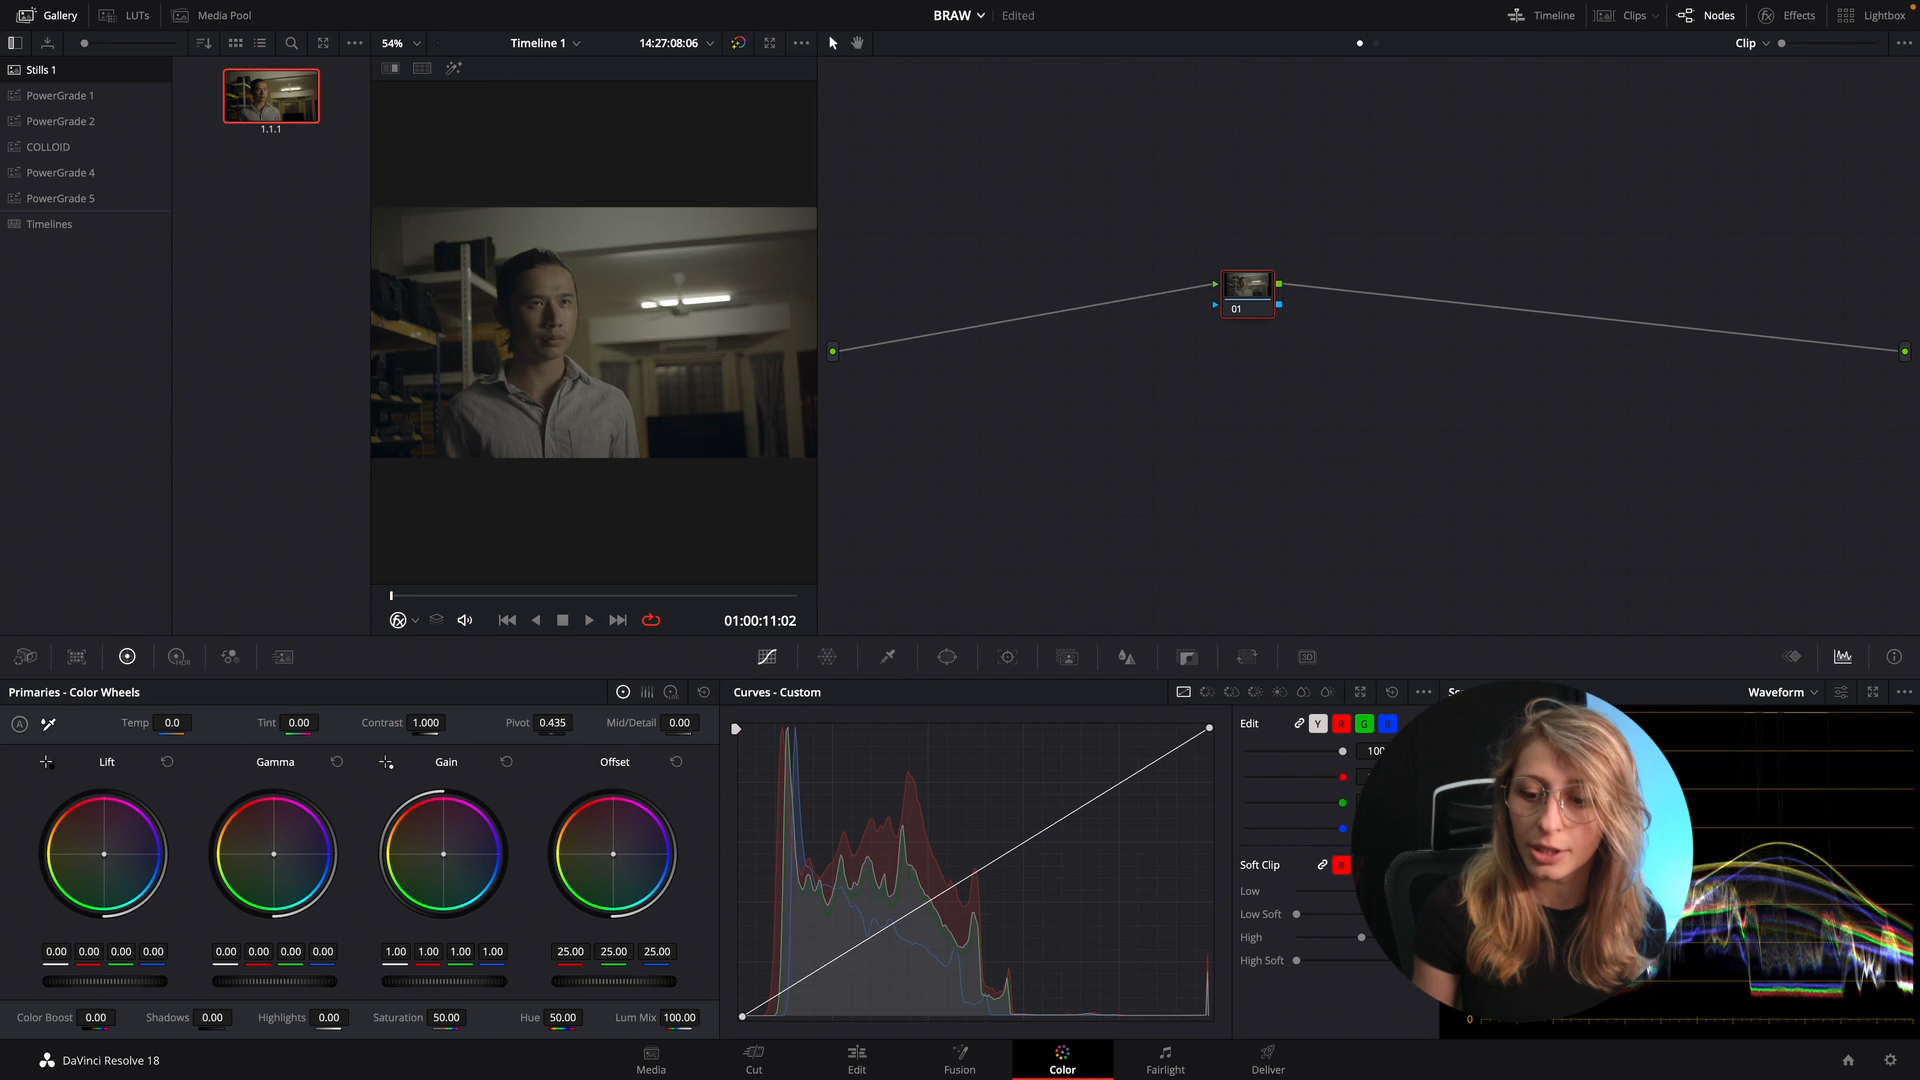 Gallery LUTs Media Pool BRAW Edited Timeline Clips Nodes Effects Lightbox
54% Timeline 1 14:27:08:06 Clip
Stills 1
PowerGrade 1
PowerGrade 2
COLLOID
PowerGrade 4
PowerGrade 5
Timelines
1.1.1
01
01:00:11:02
HDR 3D
Primaries - Color Wheels LOG Curves - Custom Waveform
A Temp 0.0 Tint 0.00 Contrast 1.000 Pivot 0.435 Mid/Detail 0.00
Lift Gamma Gain Offset
0.00 0.00 0.00 0.00 0.00 0.00 0.00 0.00 1.00 1.00 1.00 1.00 25.00 25.00 25.00
Color Boost 0.00 Shadows 0.00 Highlights 0.00 Saturation 50.00 Hue 50.00 Lum Mix 100.00
Edit Y R G B
100
Soft Clip R
Low
Low Soft
High
High Soft
0
DaVinci Resolve 18 Media Cut Edit Fusion Color Fairlight Deliver